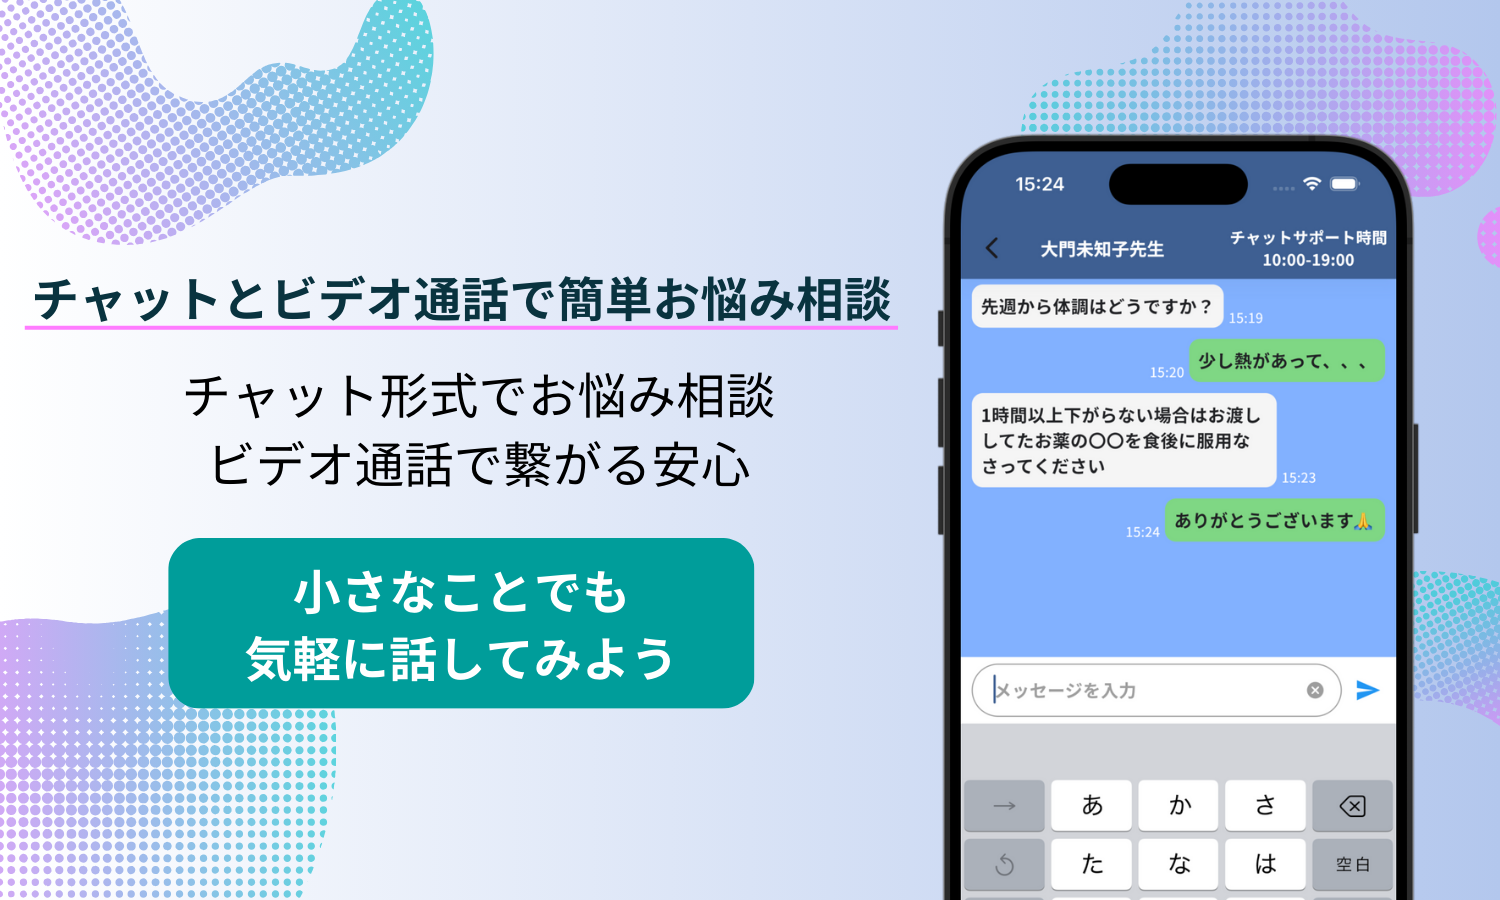 チャットとビデオ通話で簡単お悩み相談
チャット形式でお悩み相談
ビデオ通話で繋がる安心
小さなことでも
気軽に話してみよう
15:24
大門未知子先生
チャットサポート時間
10:00-19:00
先週から体調はどうですか？
15:19
少し熱があって、、、
15:20
1時間以上下がらない場合はお渡し
してたお薬の〇〇を食後に服用な
さってください
15:23
ありがとうございます🙏
15:24
メッセージを入力
→
あ
か
さ
た
な
は
空白